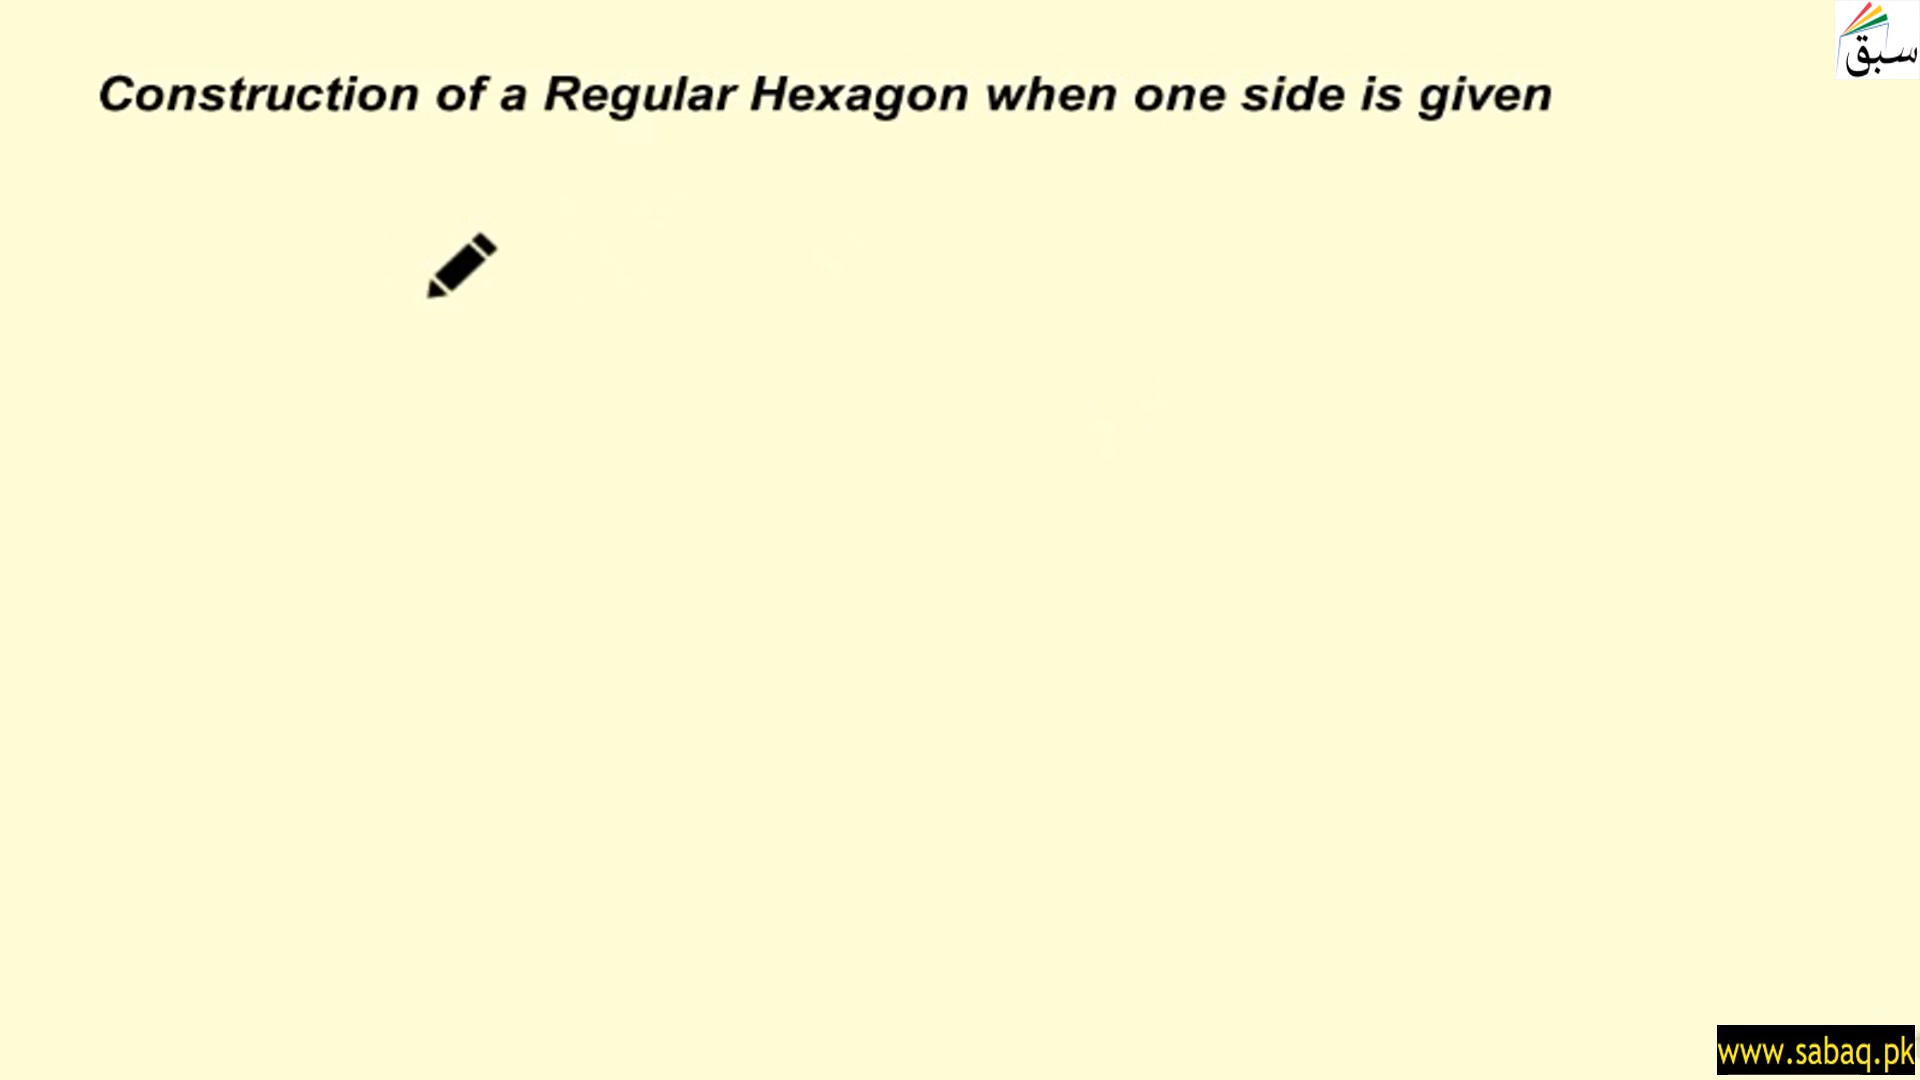 سبق
Construction of a Regular Hexagon when one side is given
www.sabaq.pk